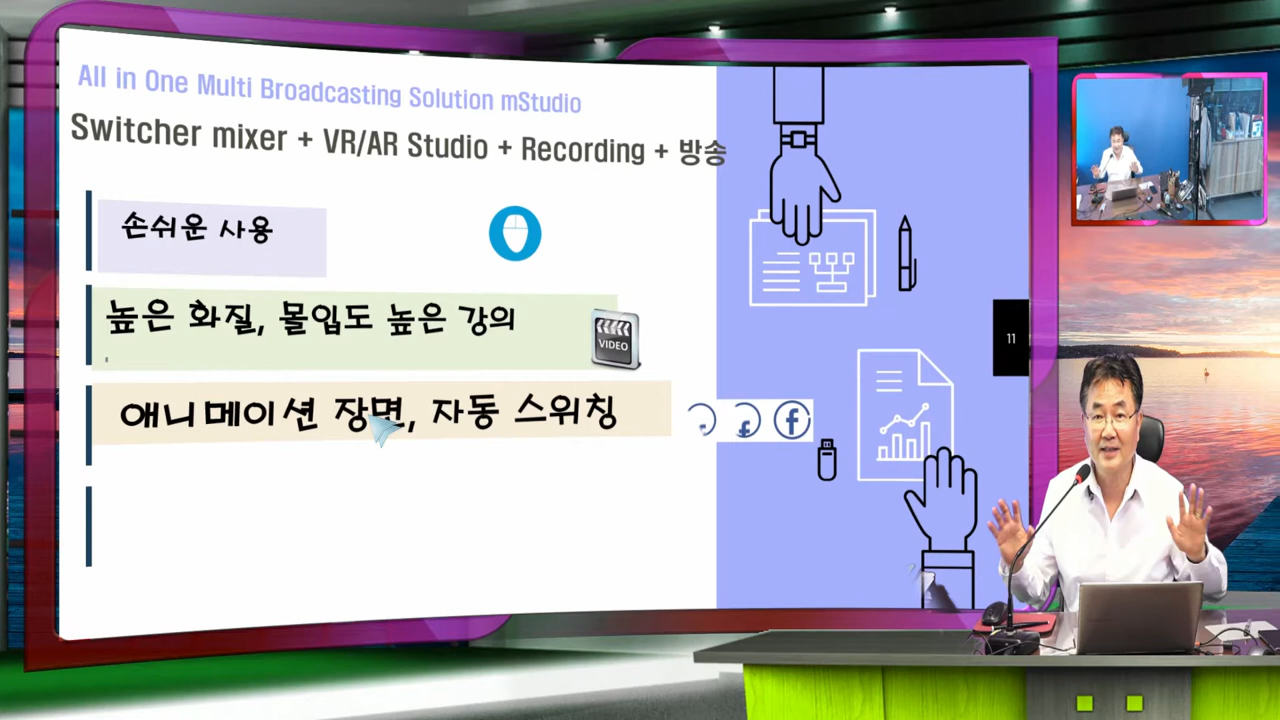 All in One Multi Broadcasting Solution mStudio
Switcher mixer + VR/AR Studio + Recording + 방송
손쉬운 사용
높은 화질, 몰입도 높은 강의
VIDEO
애니메이션 장면, 자동 스위칭
11